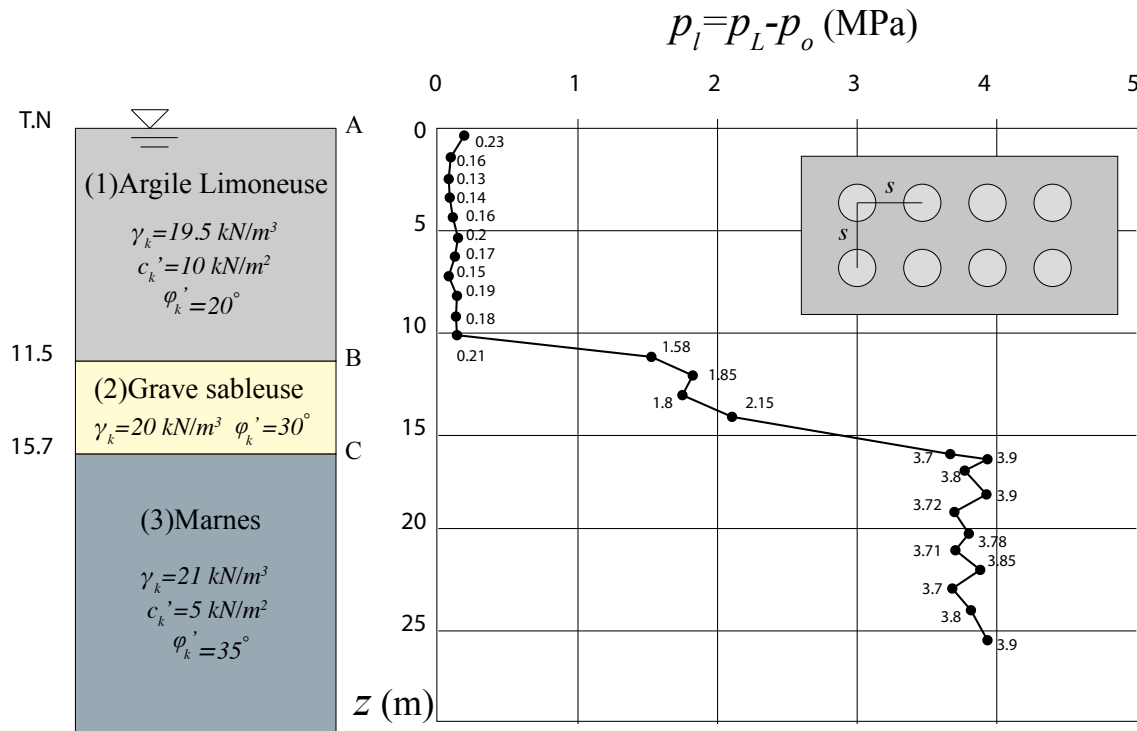 p_l=p_L-p_o (MPa)
0 1 2 3 4 5
T.N
A
(1)Argile Limoneuse
γ_k=19.5 kN/m³
c_k'=10 kN/m²
φ_k'=20°
11.5
B
(2)Grave sableuse
γ_k=20 kN/m³ φ_k'=30°
15.7
C
(3)Marnes
γ_k=21 kN/m³
c_k'=5 kN/m²
φ_k'=35°
0
5
10
15
20
25
z (m)
0.23
0.16
0.13
0.14
0.16
0.2
0.17
0.15
0.19
0.18
0.21
1.58
1.85
1.8
2.15
3.7
3.9
3.8
3.9
3.72
3.78
3.71
3.85
3.7
3.8
3.9
s
s